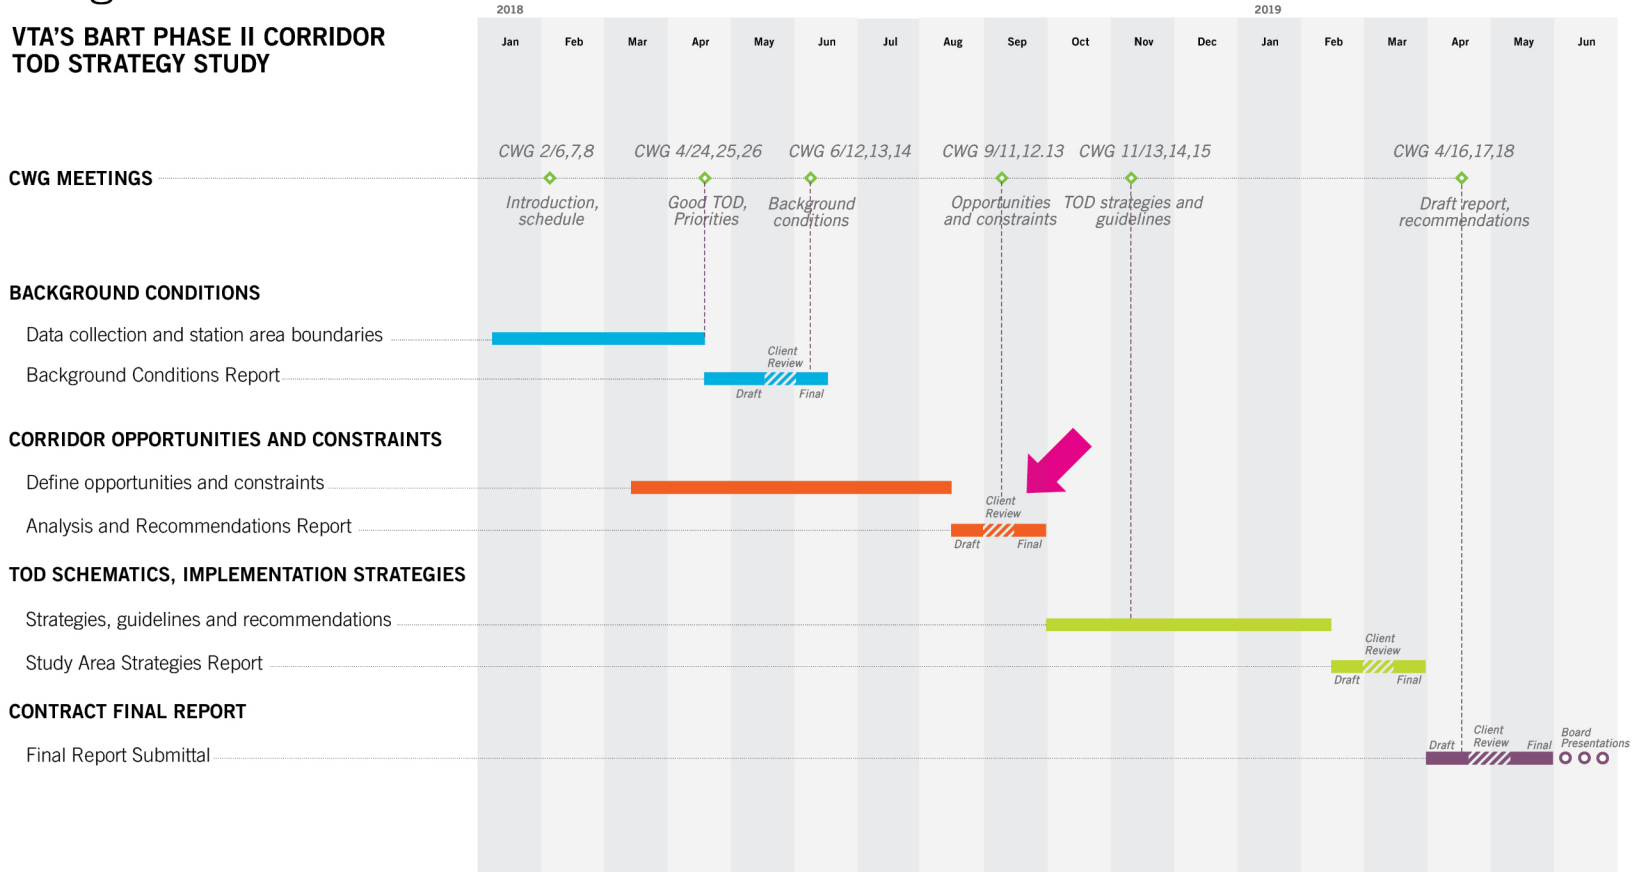 VTA'S BART PHASE II CORRIDOR
TOD STRATEGY STUDY
2018 2019
Jan Feb Mar Apr May Jun Jul Aug Sep Oct Nov Dec Jan Feb Mar Apr May Jun
CWG 2/6,7,8 CWG 4/24,25,26 CWG 6/12,13,14 CWG 9/11,12.13 CWG 11/13,14,15 CWG 4/16,17,18
CWG MEETINGS
Introduction,
schedule
Good TOD,
Priorities
Background
conditions
Opportunities
and constraints
TOD strategies and
guidelines
Draft report,
recommendations
BACKGROUND CONDITIONS
Data collection and station area boundaries
Client
Review
Background Conditions Report
Draft Final
CORRIDOR OPPORTUNITIES AND CONSTRAINTS
Define opportunities and constraints
Client
Review
Analysis and Recommendations Report
Draft Final
TOD SCHEMATICS, IMPLEMENTATION STRATEGIES
Strategies, guidelines and recommendations
Client
Review
Study Area Strategies Report
Draft Final
CONTRACT FINAL REPORT
Final Report Submittal
Draft
Client
Review
Final
Board
Presentations